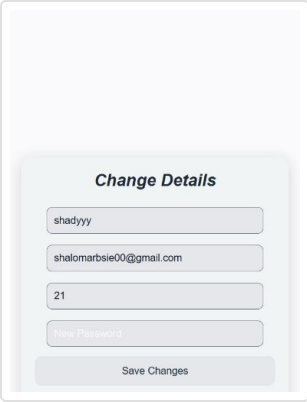 Change Details
shadyyy
shalomarbsie00@gmail.com
21
New Password
Save Changes